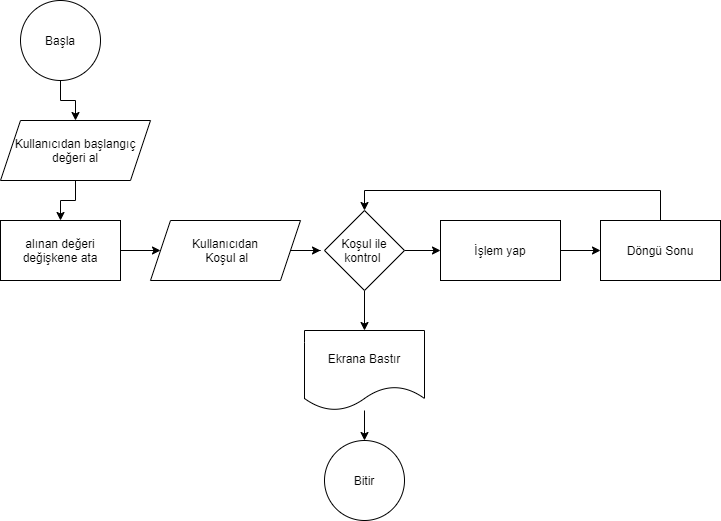 Başla
Kullanıcıdan başlangıç
değeri al
alınan değeri
değişkene ata
Kullanıcıdan
Koşul al
Koşul ile
kontrol
İşlem yap
Döngü Sonu
Ekrana Bastır
Bitir